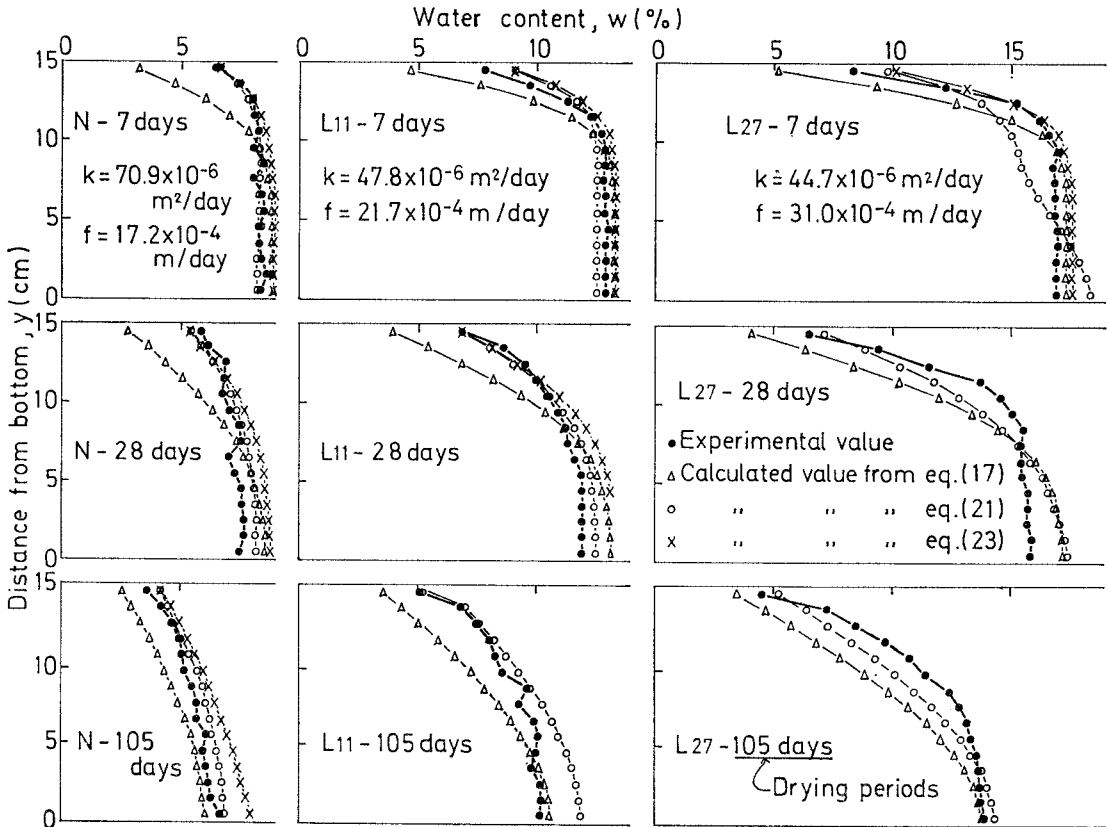 Water content, w (%)
0 5 0 5 10 0 5 10 15
15
10
5
0
N - 7 days
k = 70.9x10⁻⁶
m²/day
f = 17.2x10⁻⁴
m/day
L11 - 7 days
k = 47.8x10⁻⁶ m²/day
f = 21.7x10⁻⁴ m/day
L27 - 7 days
k = 44.7x10⁻⁶ m²/day
f = 31.0x10⁻⁴ m/day
Distance from bottom, y (cm)
15
10
5
0
N - 28 days
L11 - 28 days
L27 - 28 days
Experimental value
Calculated value from eq.(17)
,, ,, ,, eq.(21)
,, ,, ,, eq.(23)
15
10
5
0
N - 105
days
L11 - 105 days
L27 - 105 days
Drying periods